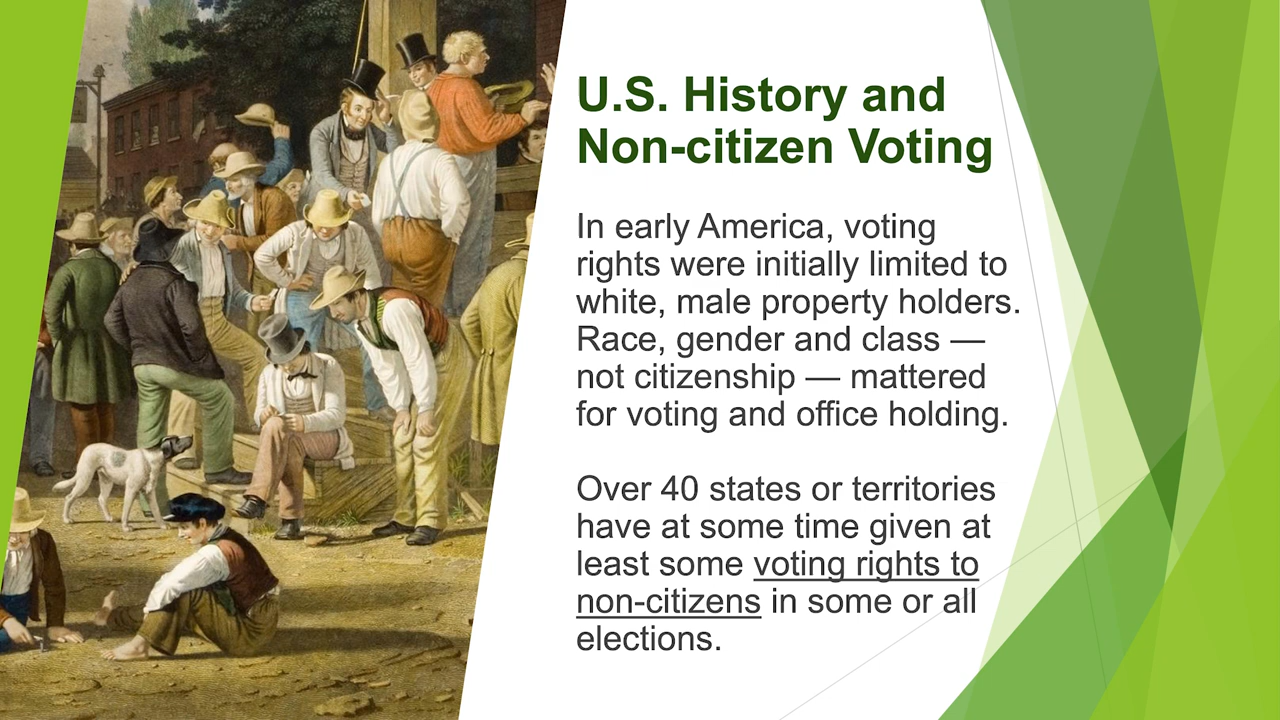 U.S. History and
Non-citizen Voting
In early America, voting
rights were initially limited to
white, male property holders.
Race, gender and class —
not citizenship — mattered
for voting and office holding.
Over 40 states or territories
have at some time given at
least some voting rights to
non-citizens in some or all
elections.